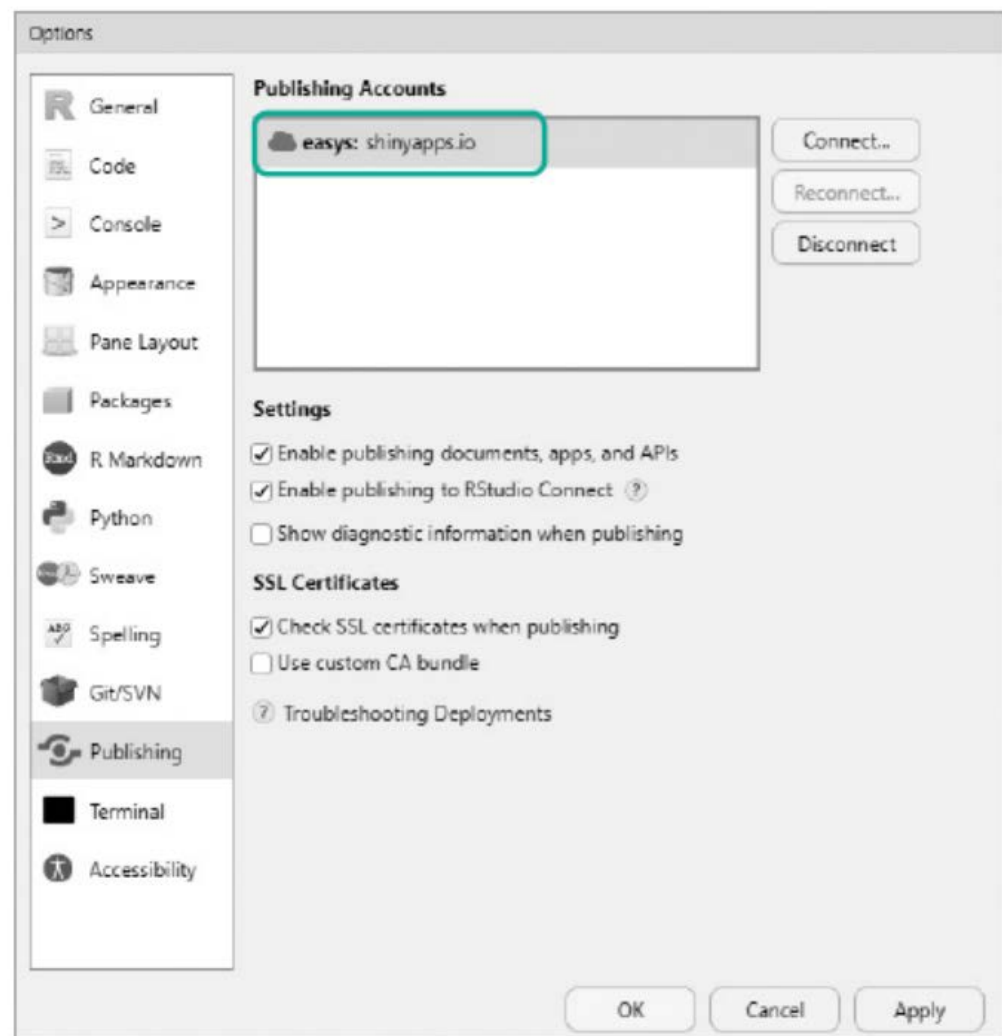 Options
General
Code
Console
Appearance
Pane Layout
Packages
R Markdown
Python
Sweave
Spelling
Git/SVN
Publishing
Terminal
Accessibility
Publishing Accounts
easys: shinyapps.io
Connect...
Reconnect...
Disconnect
Settings
Enable publishing documents, apps, and APIs
Enable publishing to RStudio Connect ?
Show diagnostic information when publishing
SSL Certificates
Check SSL certificates when publishing
Use custom CA bundle
? Troubleshooting Deployments
OK
Cancel
Apply